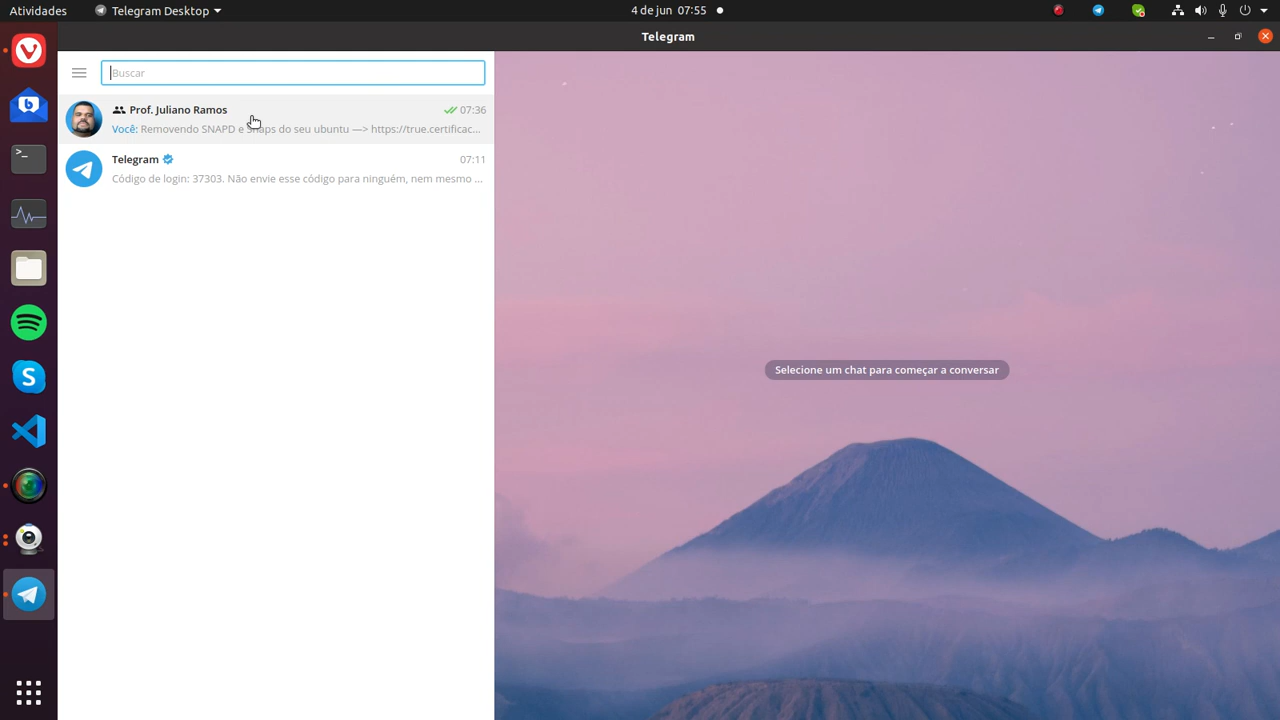 Atividades
Telegram Desktop
4 de jun 07:55
Telegram
Buscar
Prof. Juliano Ramos
07:36
Você: Removendo SNAPD e Snaps do seu ubuntu —> https://true.certificac...
Telegram
07:11
Código de login: 37303. Não envie esse código para ninguém, nem mesmo ...
Selecione um chat para começar a conversar